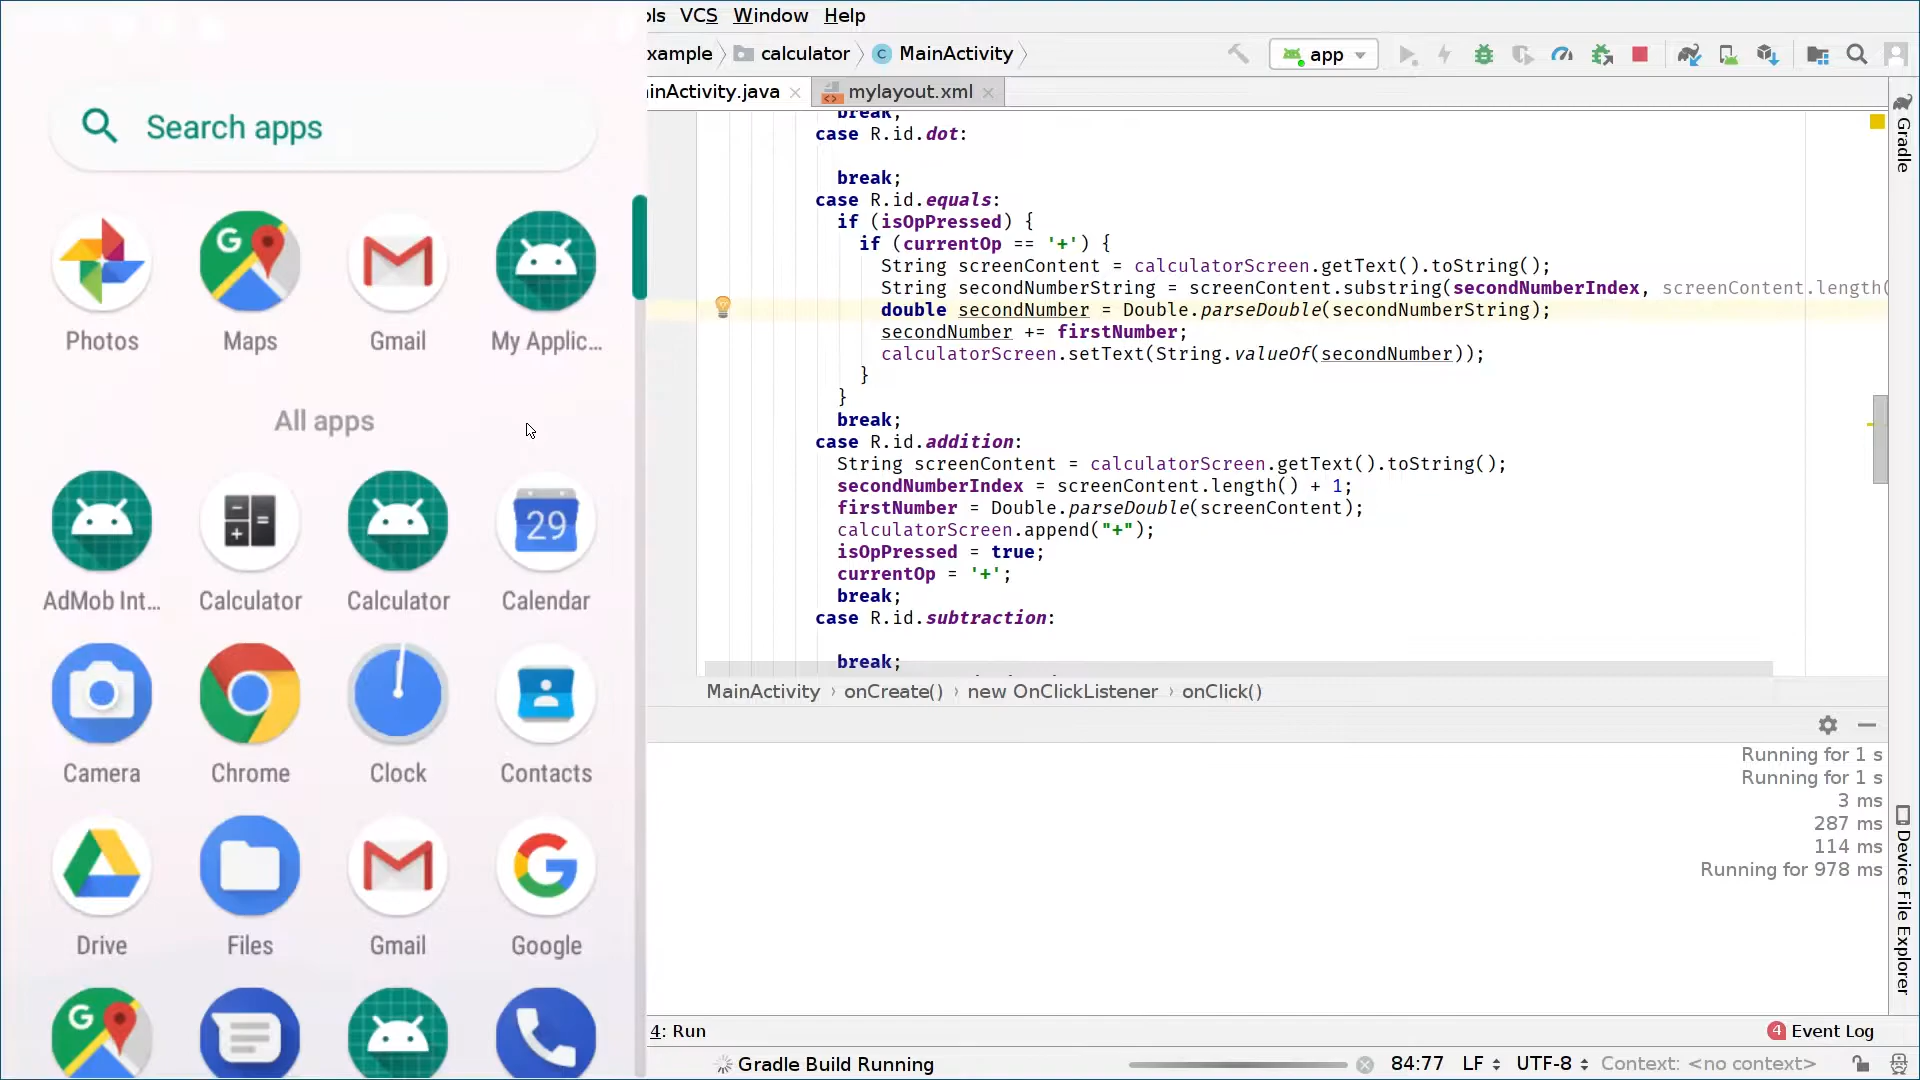 Search apps
Photos
Maps
Gmail
My Applic...
All apps
AdMob Int...
Calculator
Calculator
29
Calendar
Camera
Chrome
Clock
Contacts
Drive
Files
Gmail
Google
VCS Window Help
calculator MainActivity
app
mylayout.xml
break;
case R.id.dot:
break;
case R.id.equals:
if (isOpPressed) {
if (currentOp == '+') {
String screenContent = calculatorScreen.getText().toString();
String secondNumberString = screenContent.substring(secondNumberIndex, screenContent.length(
double secondNumber = Double.parseDouble(secondNumberString);
secondNumber += firstNumber;
calculatorScreen.setText(String.valueOf(secondNumber));
}
}
break;
case R.id.addition:
String screenContent = calculatorScreen.getText().toString();
secondNumberIndex = screenContent.length() + 1;
firstNumber = Double.parseDouble(screenContent);
calculatorScreen.append("+");
isOpPressed = true;
currentOp = '+';
break;
case R.id.subtraction:
break;
MainActivity › onCreate() › new OnClickListener › onClick()
Running for 1 s
Running for 1 s
3 ms
287 ms
114 ms
Running for 978 ms
4: Run
4 Event Log
Gradle Build Running
84:77 LF UTF-8 Context: <no context>
Gradle
Device File Explorer